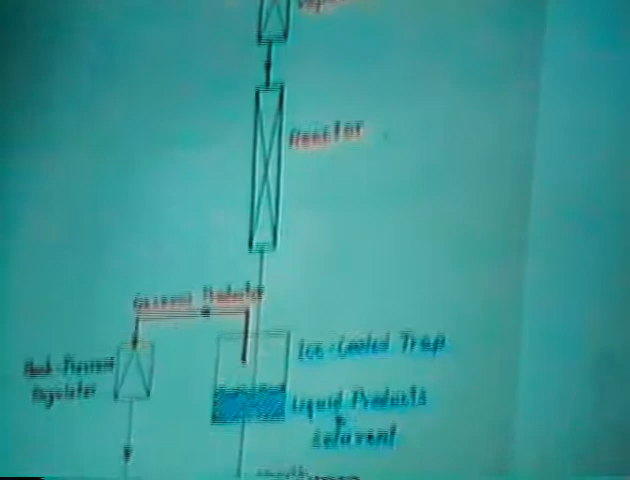 Reactor
Gaseous Products
Ice-Cooled Trap
Back-Pressure
Regulator
Liquid Products
+
Solvent